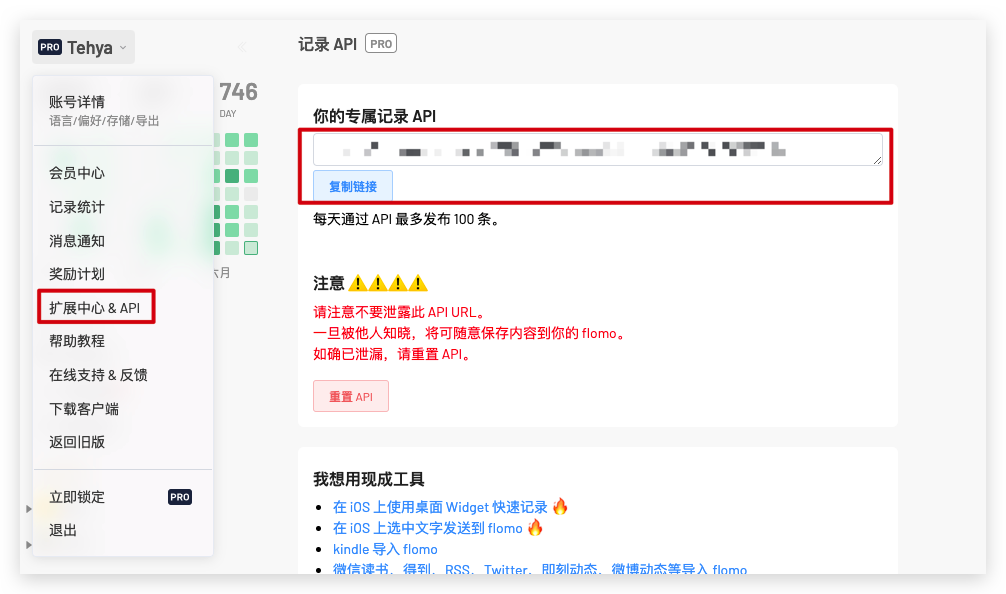 PRO Tehya
账号详情
语言/偏好/存储/导出
会员中心
记录统计
消息通知
奖励计划
扩展中心 & API
帮助教程
在线支持 & 反馈
下载客户端
返回旧版
立即锁定 PRO
退出
746
DAY
六月
记录 API PRO
你的专属记录 API
复制链接
每天通过 API 最多发布 100 条。
注意 ⚠️⚠️⚠️⚠️
请注意不要泄露此 API URL。
一旦被他人知晓，将可随意保存内容到你的 flomo。
如确已泄漏，请重置 API。
重置 API
我想用现成工具
在 iOS 上使用桌面 Widget 快速记录 🔥
在 iOS 上选中文字发送到 flomo 🔥
kindle 导入 flomo
微信读书、得到、RSS、Twitter、即刻动态、微博动态等导入 flomo